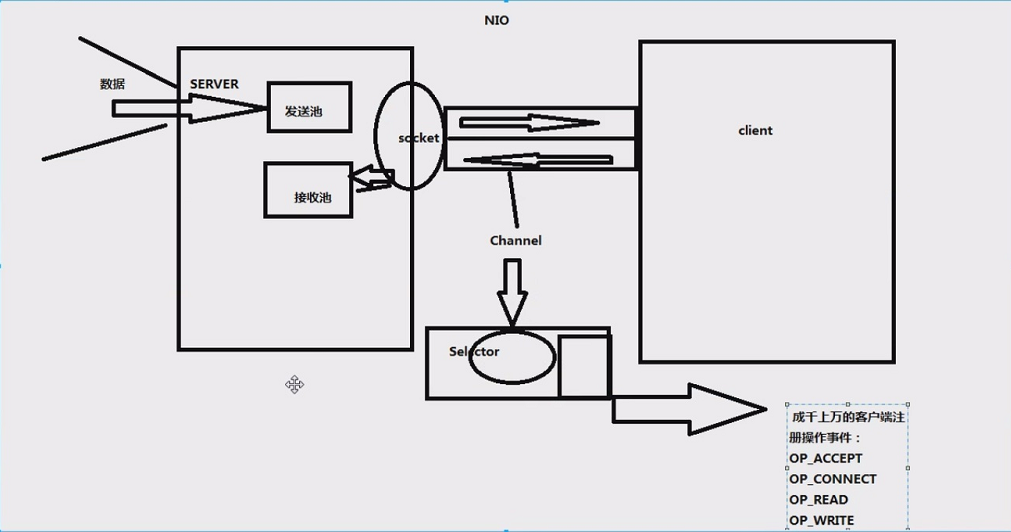 NIO
数据
SERVER
发送池
socket
client
接收池
Channel
Selector
成千上万的客户端注
册操作事件：
OP_ACCEPT
OP_CONNECT
OP_READ
OP_WRITE